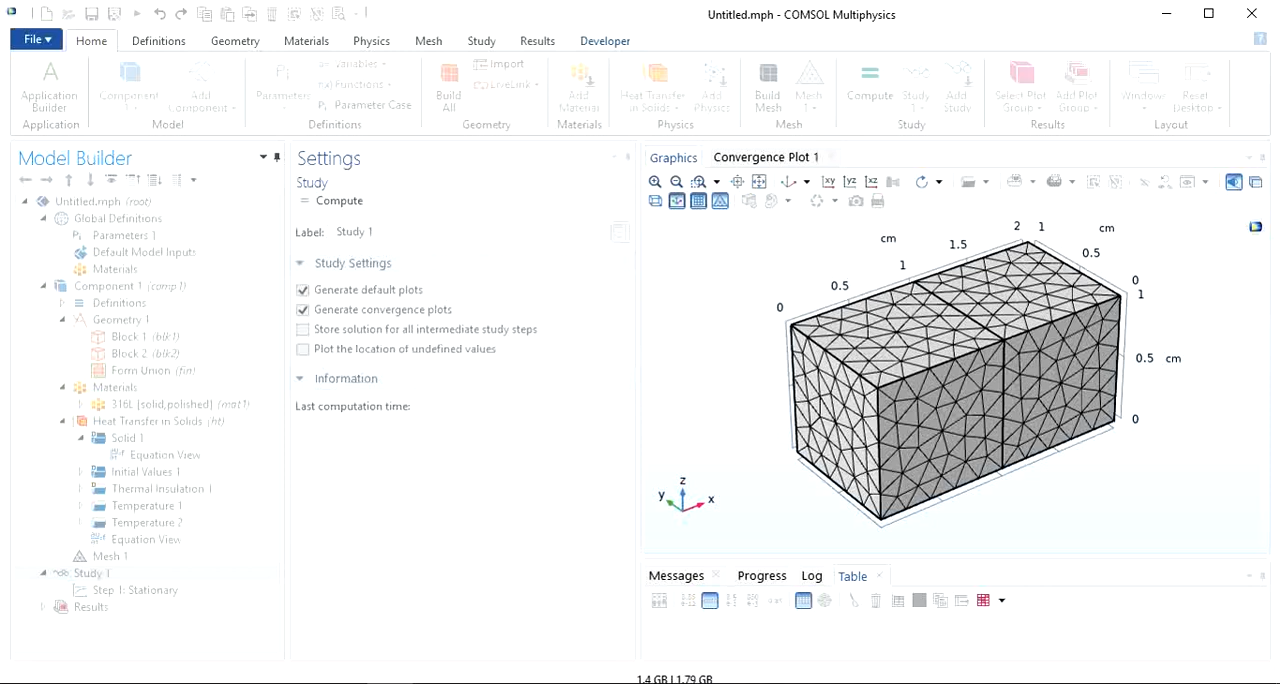 Untitled.mph - COMSOL Multiphysics
File Home Definitions Geometry Materials Physics Mesh Study Results Developer
Application Builder
Component 1
Add Component
Parameters
Variables
Functions
Parameter Case
Build All
Import
LiveLink
Add Material
Heat Transfer in Solids
Add Physics
Build Mesh
Mesh 1
Compute
Study 1
Add Study
Select Plot Group
Add Plot Group
Windows
Reset Desktop
Application Model Definitions Geometry Materials Physics Mesh Study Results Layout
Model Builder
Untitled.mph (root)
Global Definitions
Parameters 1
Default Model Inputs
Materials
Component 1 (comp1)
Definitions
Geometry 1
Block 1 (blk1)
Block 2 (blk2)
Form Union (fin)
Materials
316L [solid,polished] (mat1)
Heat Transfer in Solids (ht)
Solid 1
Equation View
Initial Values 1
Thermal Insulation 1
Temperature 1
Temperature 2
Equation View
Mesh 1
Study 1
Step 1: Stationary
Results
Settings
Study
= Compute
Label: Study 1
Study Settings
Generate default plots
Generate convergence plots
Store solution for all intermediate study steps
Plot the location of undefined values
Information
Last computation time:
Graphics Convergence Plot 1
xy yz xz
cm
0 0.5 1 1.5 2
cm
1 0.5 0
1
0.5 cm
0
z
y x
Messages Progress Log Table
1.4 GB | 1.79 GB